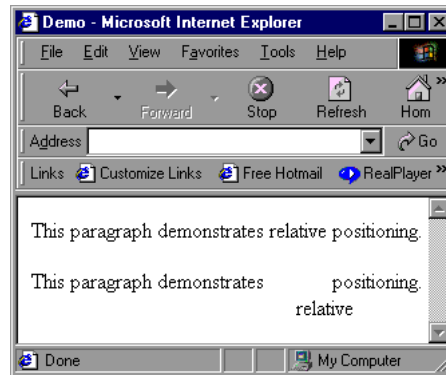 Demo - Microsoft Internet Explorer
File Edit View Favorites Tools Help
Back Forward Stop Refresh Hom »
Address Go
Links Customize Links Free Hotmail RealPlayer »
This paragraph demonstrates relative positioning.
This paragraph demonstrates positioning.
relative
Done My Computer